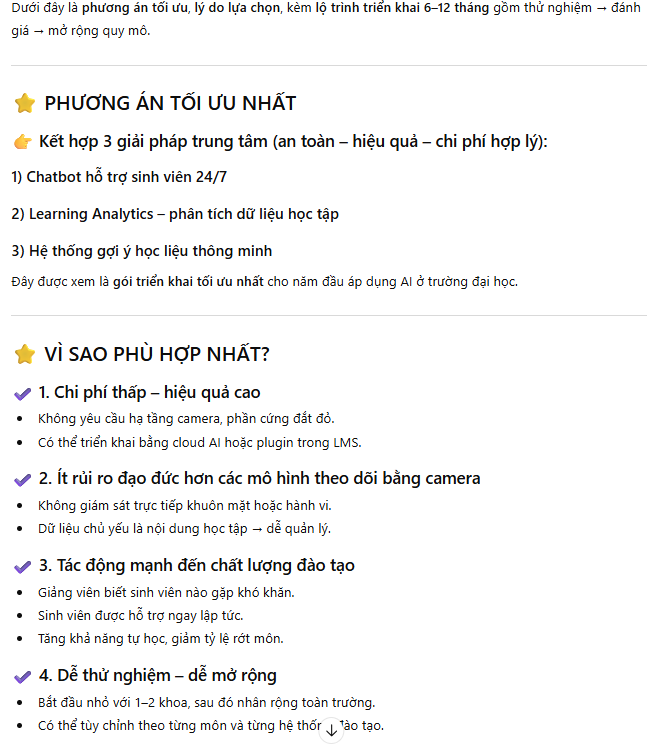 Dưới đây là phương án tối ưu, lý do lựa chọn, kèm lộ trình triển khai 6–12 tháng gồm thử nghiệm → đánh
giá → mở rộng quy mô.
PHƯƠNG ÁN TỐI ƯU NHẤT
Kết hợp 3 giải pháp trung tâm (an toàn – hiệu quả – chi phí hợp lý):
1) Chatbot hỗ trợ sinh viên 24/7
2) Learning Analytics – phân tích dữ liệu học tập
3) Hệ thống gợi ý học liệu thông minh
Đây được xem là gói triển khai tối ưu nhất cho năm đầu áp dụng AI ở trường đại học.
VÌ SAO PHÙ HỢP NHẤT?
1. Chi phí thấp – hiệu quả cao
• Không yêu cầu hạ tầng camera, phần cứng đắt đỏ.
• Có thể triển khai bằng cloud AI hoặc plugin trong LMS.
2. Ít rủi ro đạo đức hơn các mô hình theo dõi bằng camera
• Không giám sát trực tiếp khuôn mặt hoặc hành vi.
• Dữ liệu chủ yếu là nội dung học tập → dễ quản lý.
3. Tác động mạnh đến chất lượng đào tạo
• Giảng viên biết sinh viên nào gặp khó khăn.
• Sinh viên được hỗ trợ ngay lập tức.
• Tăng khả năng tự học, giảm tỷ lệ rớt môn.
4. Dễ thử nghiệm – dễ mở rộng
• Bắt đầu nhỏ với 1–2 khoa, sau đó nhân rộng toàn trường.
• Có thể tùy chỉnh theo từng môn và từng hệ thống đào tạo.